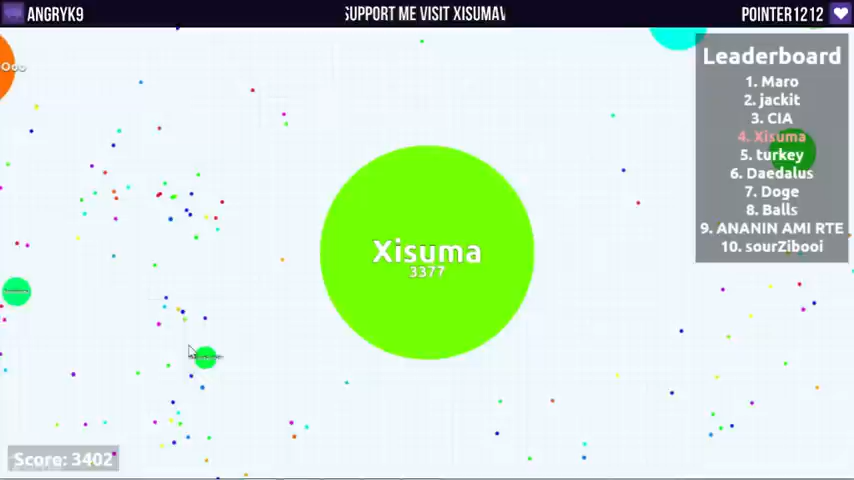 ANGRYK9
SUPPORT ME VISIT XISUMAV
POINTER1212
Ooo
Leaderboard
1. Maro
2. jackit
3. CIA
4. Xisuma
5. turkey
6. Daedalus
7. Doge
8. Balls
9. ANANIN AMI RTE
10. sourZibooi
Xisuma
3377
Score: 3402